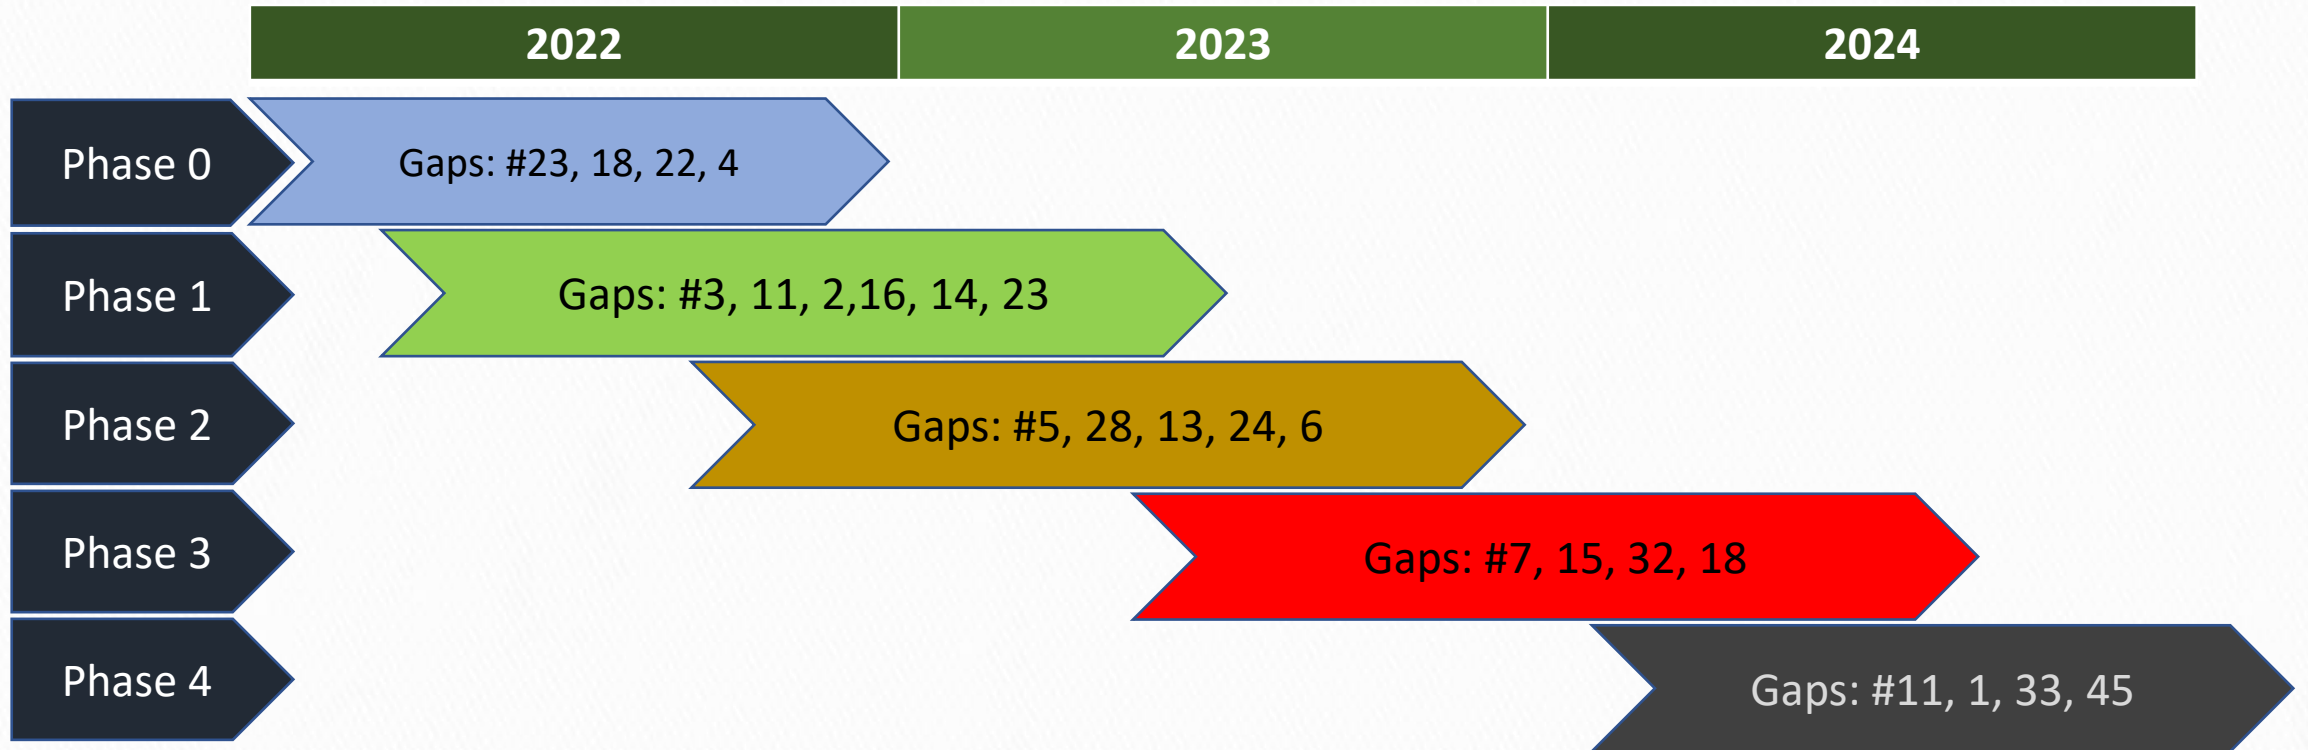 2022 2023 2024
Phase 0
Gaps: #23, 18, 22, 4
Phase 1
Gaps: #3, 11, 2,16, 14, 23
Phase 2
Gaps: #5, 28, 13, 24, 6
Phase 3
Gaps: #7, 15, 32, 18
Phase 4
Gaps: #11, 1, 33, 45